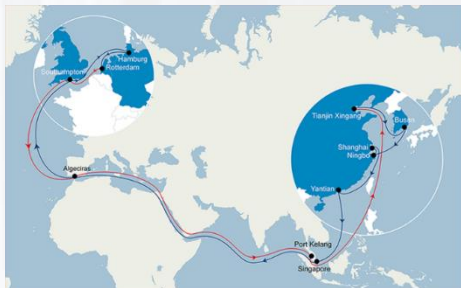 Hamburg
Rotterdam
Southampton
Algeciras
Tianjin Xingang
Busan
Shanghai
Ningbo
Yantian
Port Kelang
Singapore